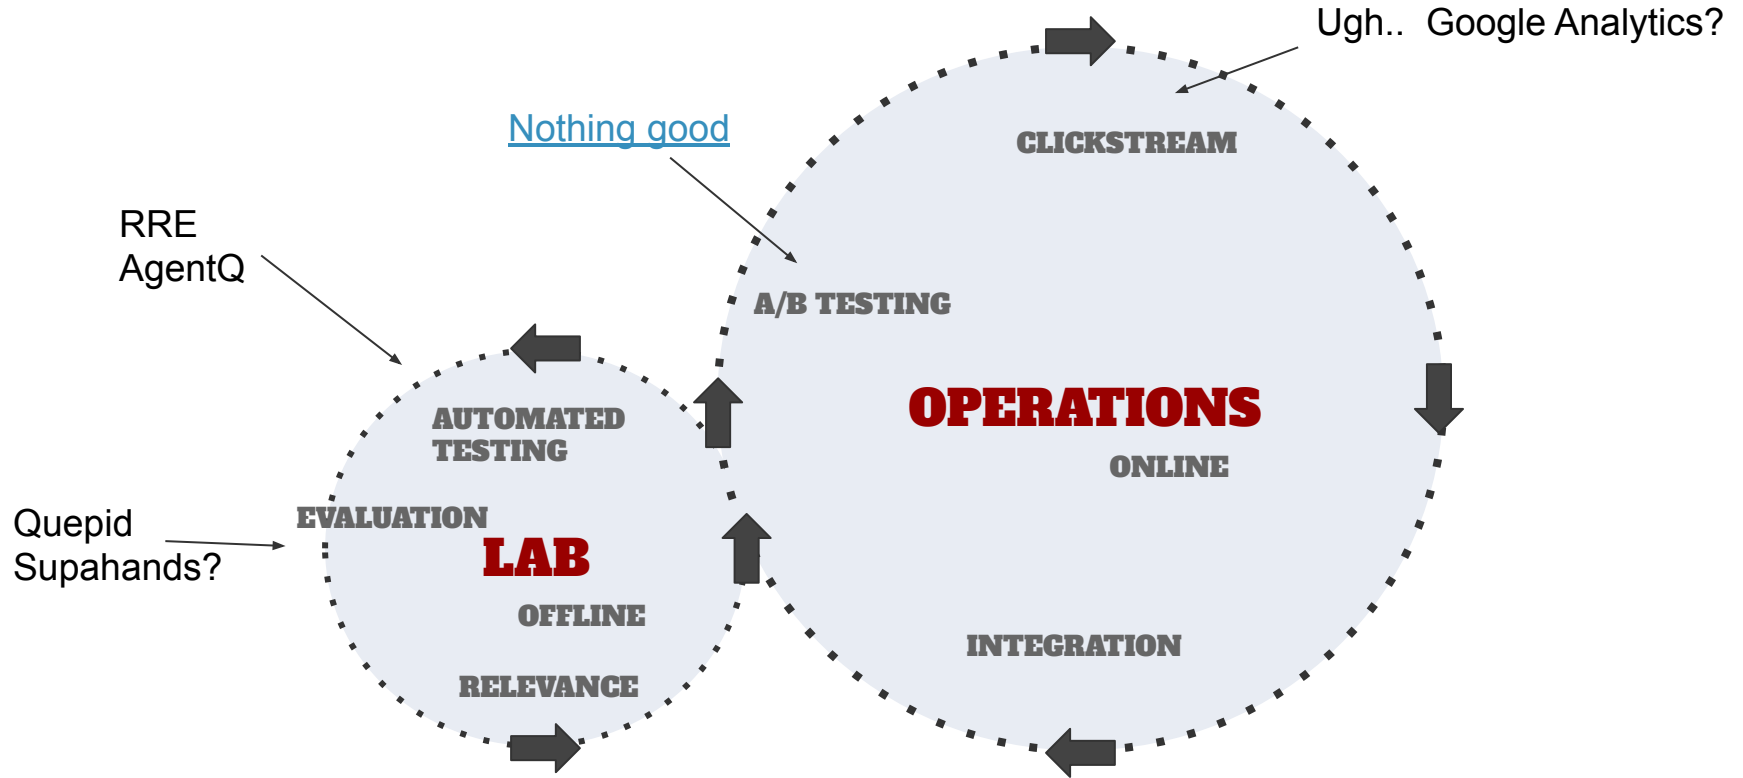 Ugh..  Google Analytics?
Nothing good
CLICKSTREAM
RRE
AgentQ
A/B TESTING
OPERATIONS
ONLINE
AUTOMATED
TESTING
EVALUATION
Quepid
Supahands?
LAB
OFFLINE
INTEGRATION
RELEVANCE